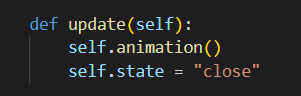 def update(self):
    self.animation()
    self.state = "close"